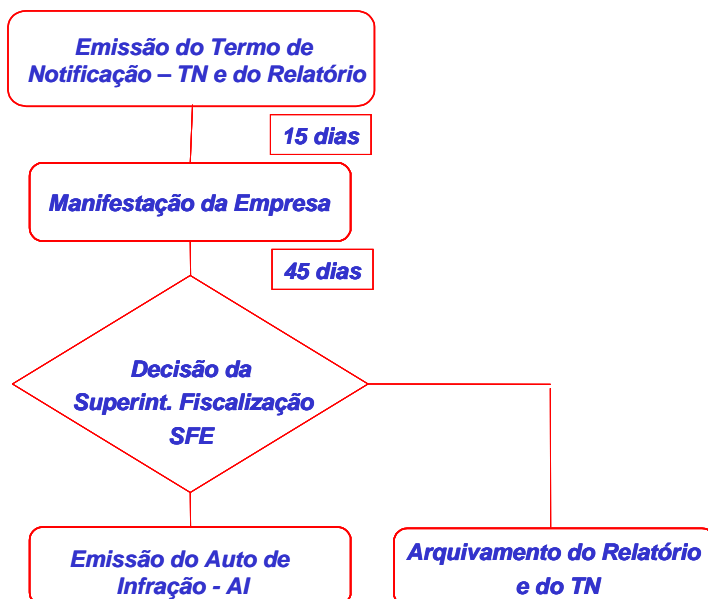 Emissão do Termo de
Notificação – TN e do Relatório
15 dias
Manifestação da Empresa
45 dias
Decisão da
Superint. Fiscalização
SFE
Emissão do Auto de
Infração - AI
Arquivamento do Relatório
e do TN